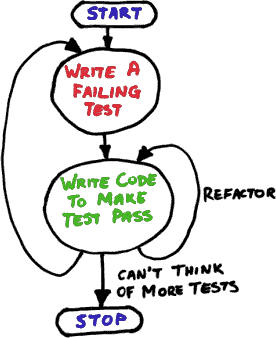 START
WRITE A
FAILING
TEST
WRITE CODE
TO MAKE
TEST PASS
REFACTOR
CAN'T THINK
OF MORE TESTS
STOP